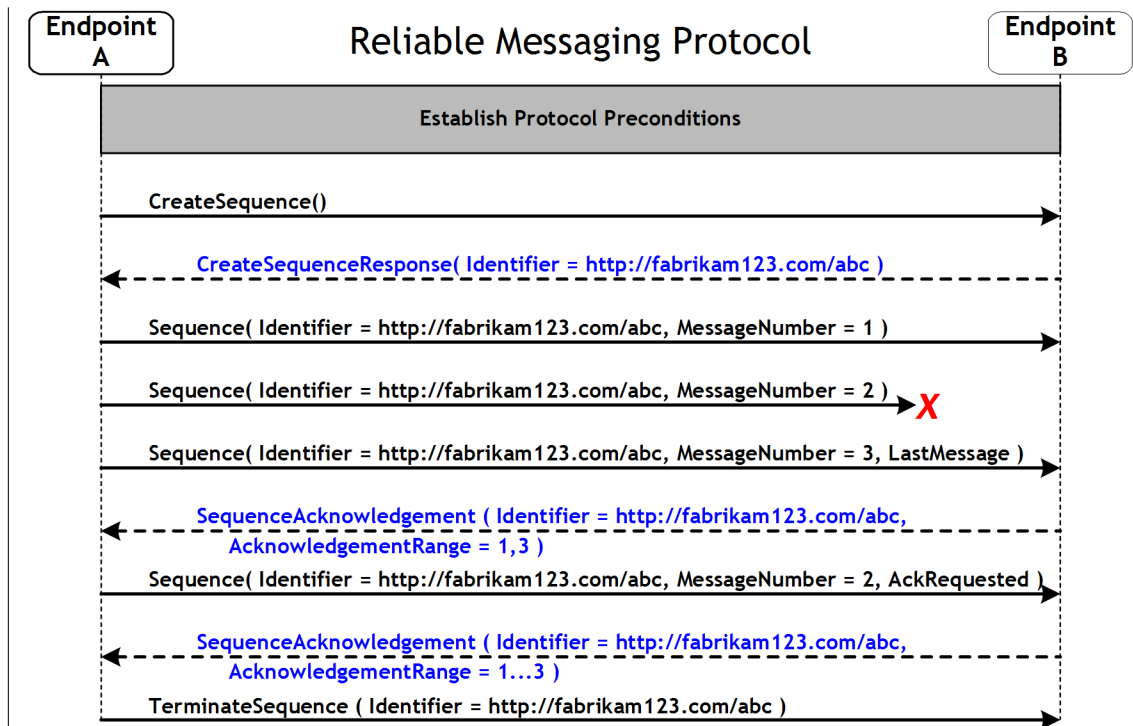 Endpoint
A
Reliable Messaging Protocol
Endpoint
B
Establish Protocol Preconditions
CreateSequence()
CreateSequenceResponse( Identifier = http://fabrikam123.com/abc )
Sequence( Identifier = http://fabrikam123.com/abc, MessageNumber = 1 )
Sequence( Identifier = http://fabrikam123.com/abc, MessageNumber = 2 )
X
Sequence( Identifier = http://fabrikam123.com/abc, MessageNumber = 3, LastMessage )
SequenceAcknowledgement ( Identifier = http://fabrikam123.com/abc,
AcknowledgementRange = 1,3 )
Sequence( Identifier = http://fabrikam123.com/abc, MessageNumber = 2, AckRequested )
SequenceAcknowledgement ( Identifier = http://fabrikam123.com/abc,
AcknowledgementRange = 1...3 )
TerminateSequence ( Identifier = http://fabrikam123.com/abc )